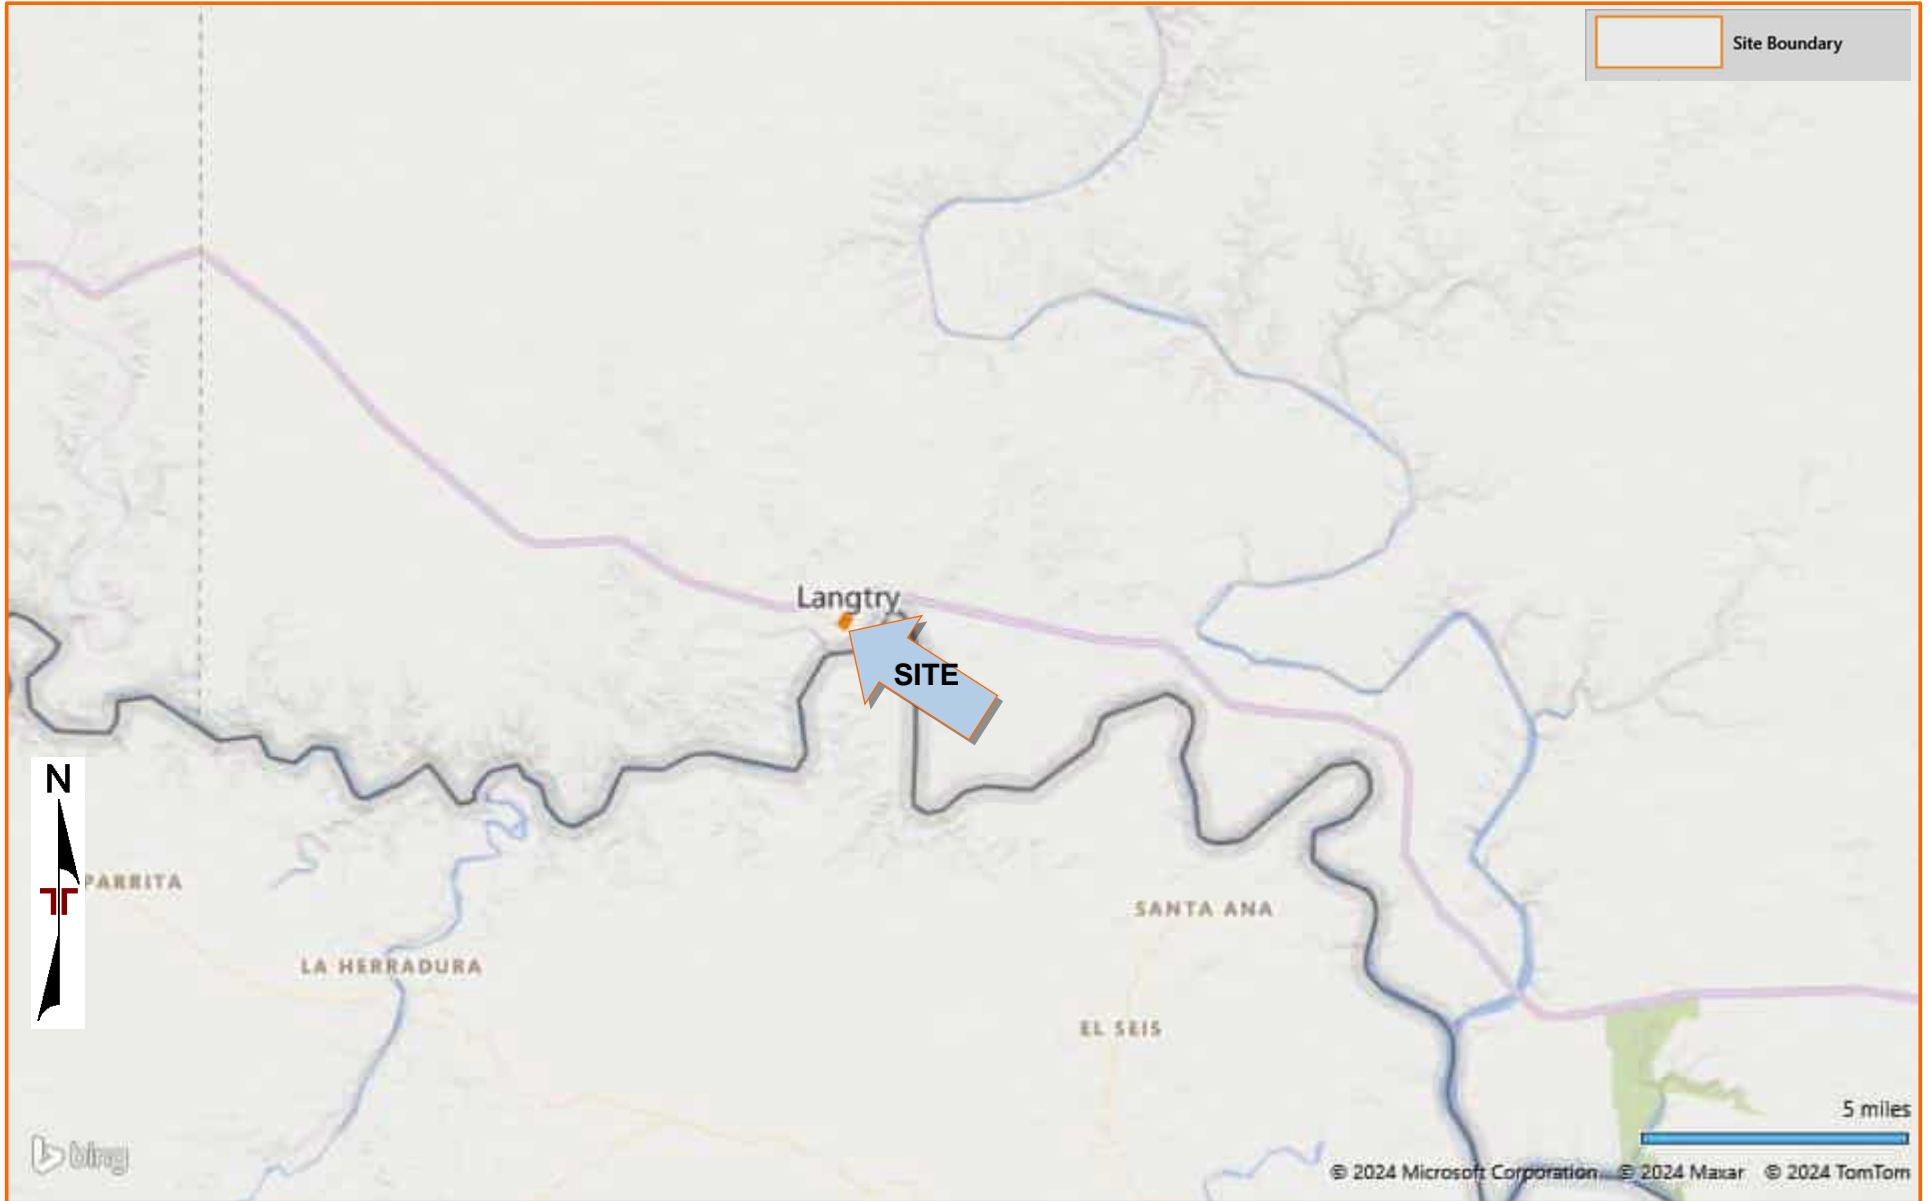 Site Boundary
Langtry
SITE
N
PARRITA
SANTA ANA
LA HERRADURA
EL SEIS
5 miles
bing
© 2024 Microsoft Corporation © 2024 Maxar © 2024 TomTom